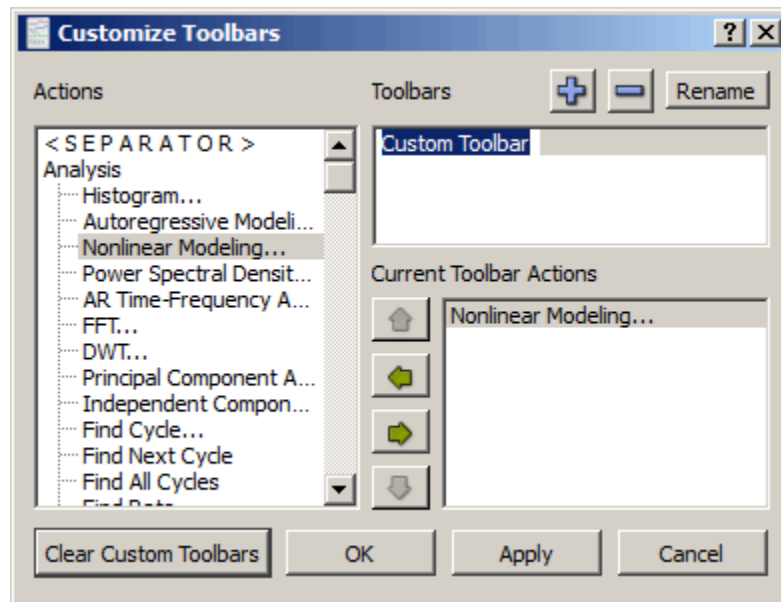 Customize Toolbars
Actions
Toolbars
Rename
<SEPARATOR>
Analysis
Histogram...
Autoregressive Modeli...
Nonlinear Modeling...
Power Spectral Densit...
AR Time-Frequency A...
FFT...
DWT...
Principal Component A...
Independent Compon...
Find Cycle...
Find Next Cycle
Find All Cycles
Custom Toolbar
Current Toolbar Actions
Nonlinear Modeling...
Clear Custom Toolbars
OK
Apply
Cancel